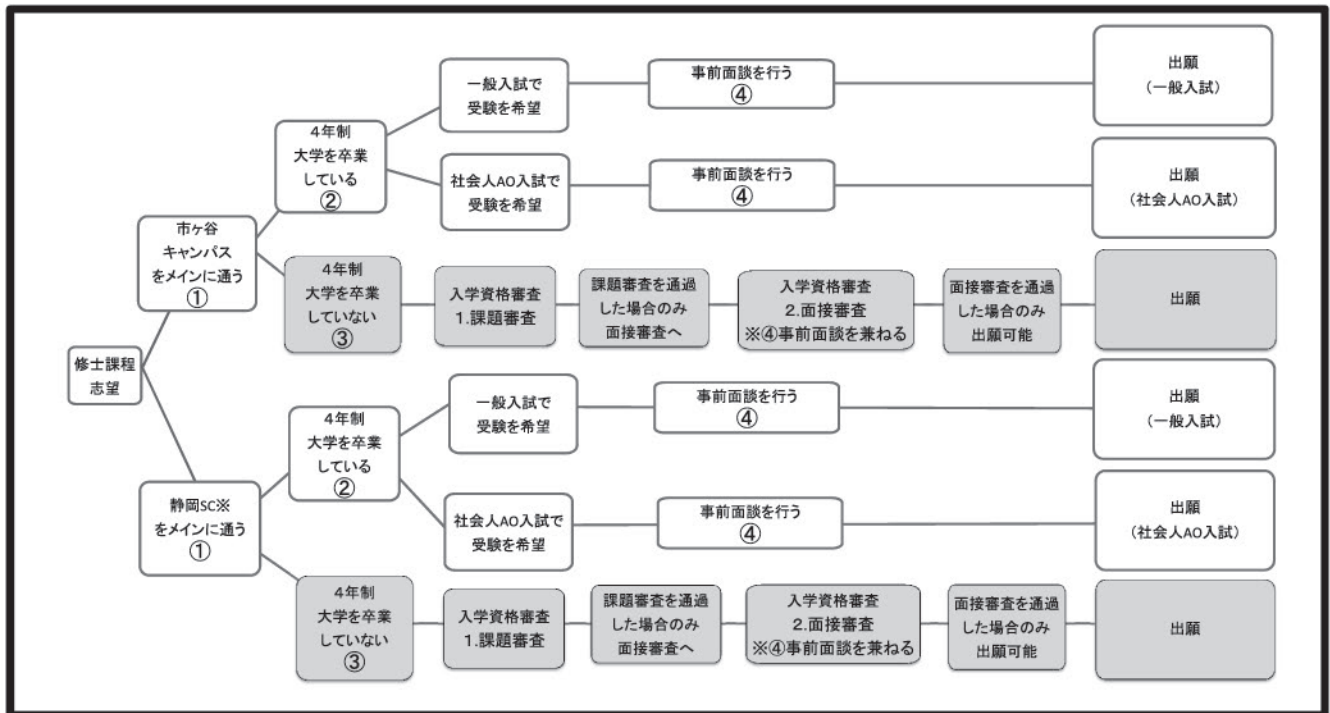 修士課程
志望
市ヶ谷
キャンパス
をメインに通う
①
4年制
大学を卒業
している
②
一般入試で
受験を希望
事前面談を行う
④
出願
（一般入試）
社会人AO入試で
受験を希望
事前面談を行う
④
出願
（社会人AO入試）
4年制
大学を卒業
していない
③
入学資格審査
1.課題審査
課題審査を通過
した場合のみ
面接審査へ
入学資格審査
2.面接審査
※④事前面談を兼ねる
面接審査を通過
した場合のみ
出願可能
出願
静岡SC※
をメインに通う
①
4年制
大学を卒業
している
②
一般入試で
受験を希望
事前面談を行う
④
出願
（一般入試）
社会人AO入試で
受験を希望
事前面談を行う
④
出願
（社会人AO入試）
4年制
大学を卒業
していない
③
入学資格審査
1.課題審査
課題審査を通過
した場合のみ
面接審査へ
入学資格審査
2.面接審査
※④事前面談を兼ねる
面接審査を通過
した場合のみ
出願可能
出願